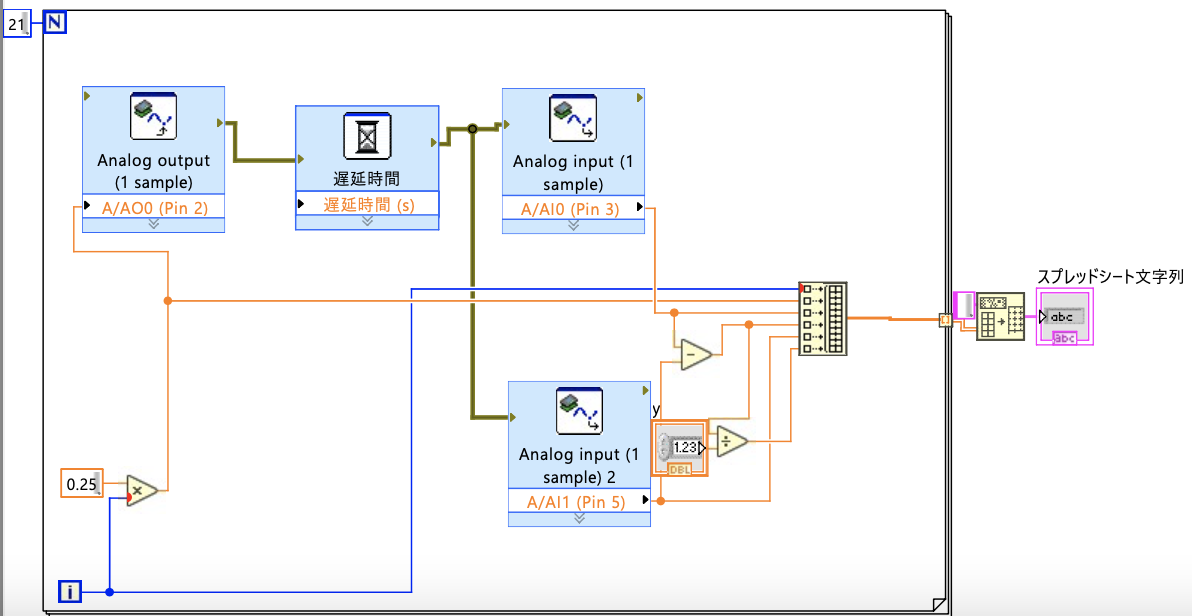 21
N
Analog output
(1 sample)
A/AO0 (Pin 2)
遅延時間
遅延時間 (s)
Analog input (1
sample)
A/AI0 (Pin 3)
スプレッドシート文字列
abc
abc
-
Analog input (1
sample) 2
A/AI1 (Pin 5)
y
1.23
DBL
÷
0.25
×
i